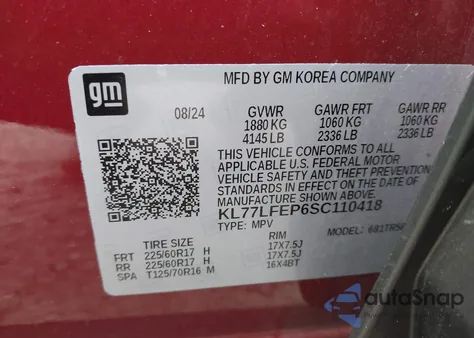 gm
MFD BY GM KOREA COMPANY
08/24 GVWR GAWR FRT GAWR RR
1880 KG 1060 KG 1060 KG
4145 LB 2336 LB 2336 LB
THIS VEHICLE CONFORMS TO ALL
APPLICABLE U.S. FEDERAL MOTOR
VEHICLE SAFETY AND THEFT PREVENTION
STANDARDS IN EFFECT ON THE DATE OF
MANUFACTURE SHOWN ABOVE.
KL77LFEP6SC110418
TYPE: MPV MODEL:
TIRE SIZE RIM
FRT 225/60R17 H 17X7.5J
RR 225/60R17 H 17X7.5J
SPA T125/70R16 M 16X4BT
autoSnap